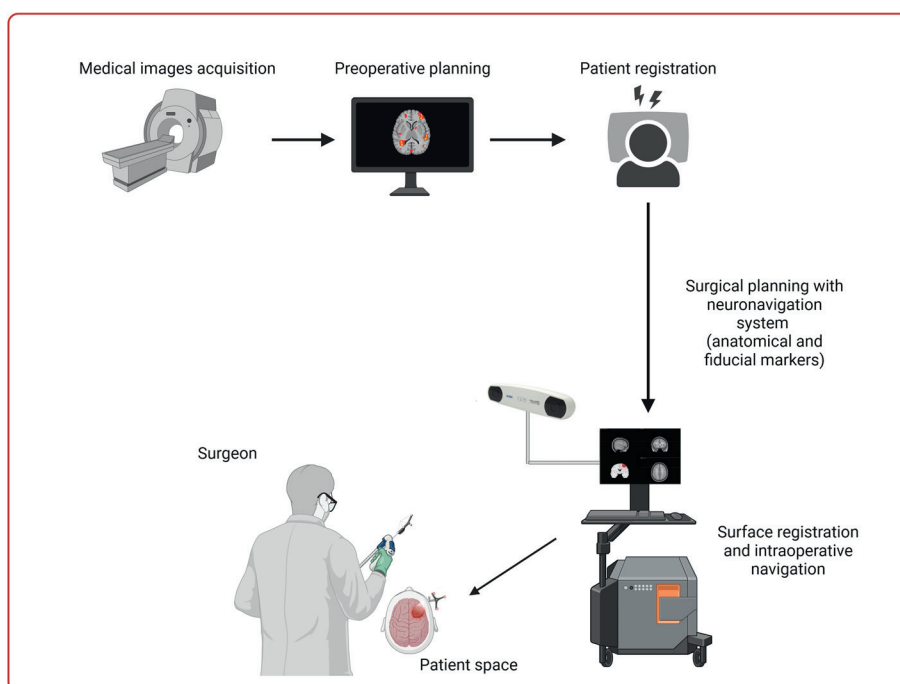 Medical images acquisition
Preoperative planning
Patient registration
Surgical planning with
neuronavigation
system
(anatomical and
fiducial markers)
Surgeon
Surface registration
and intraoperative
navigation
Patient space